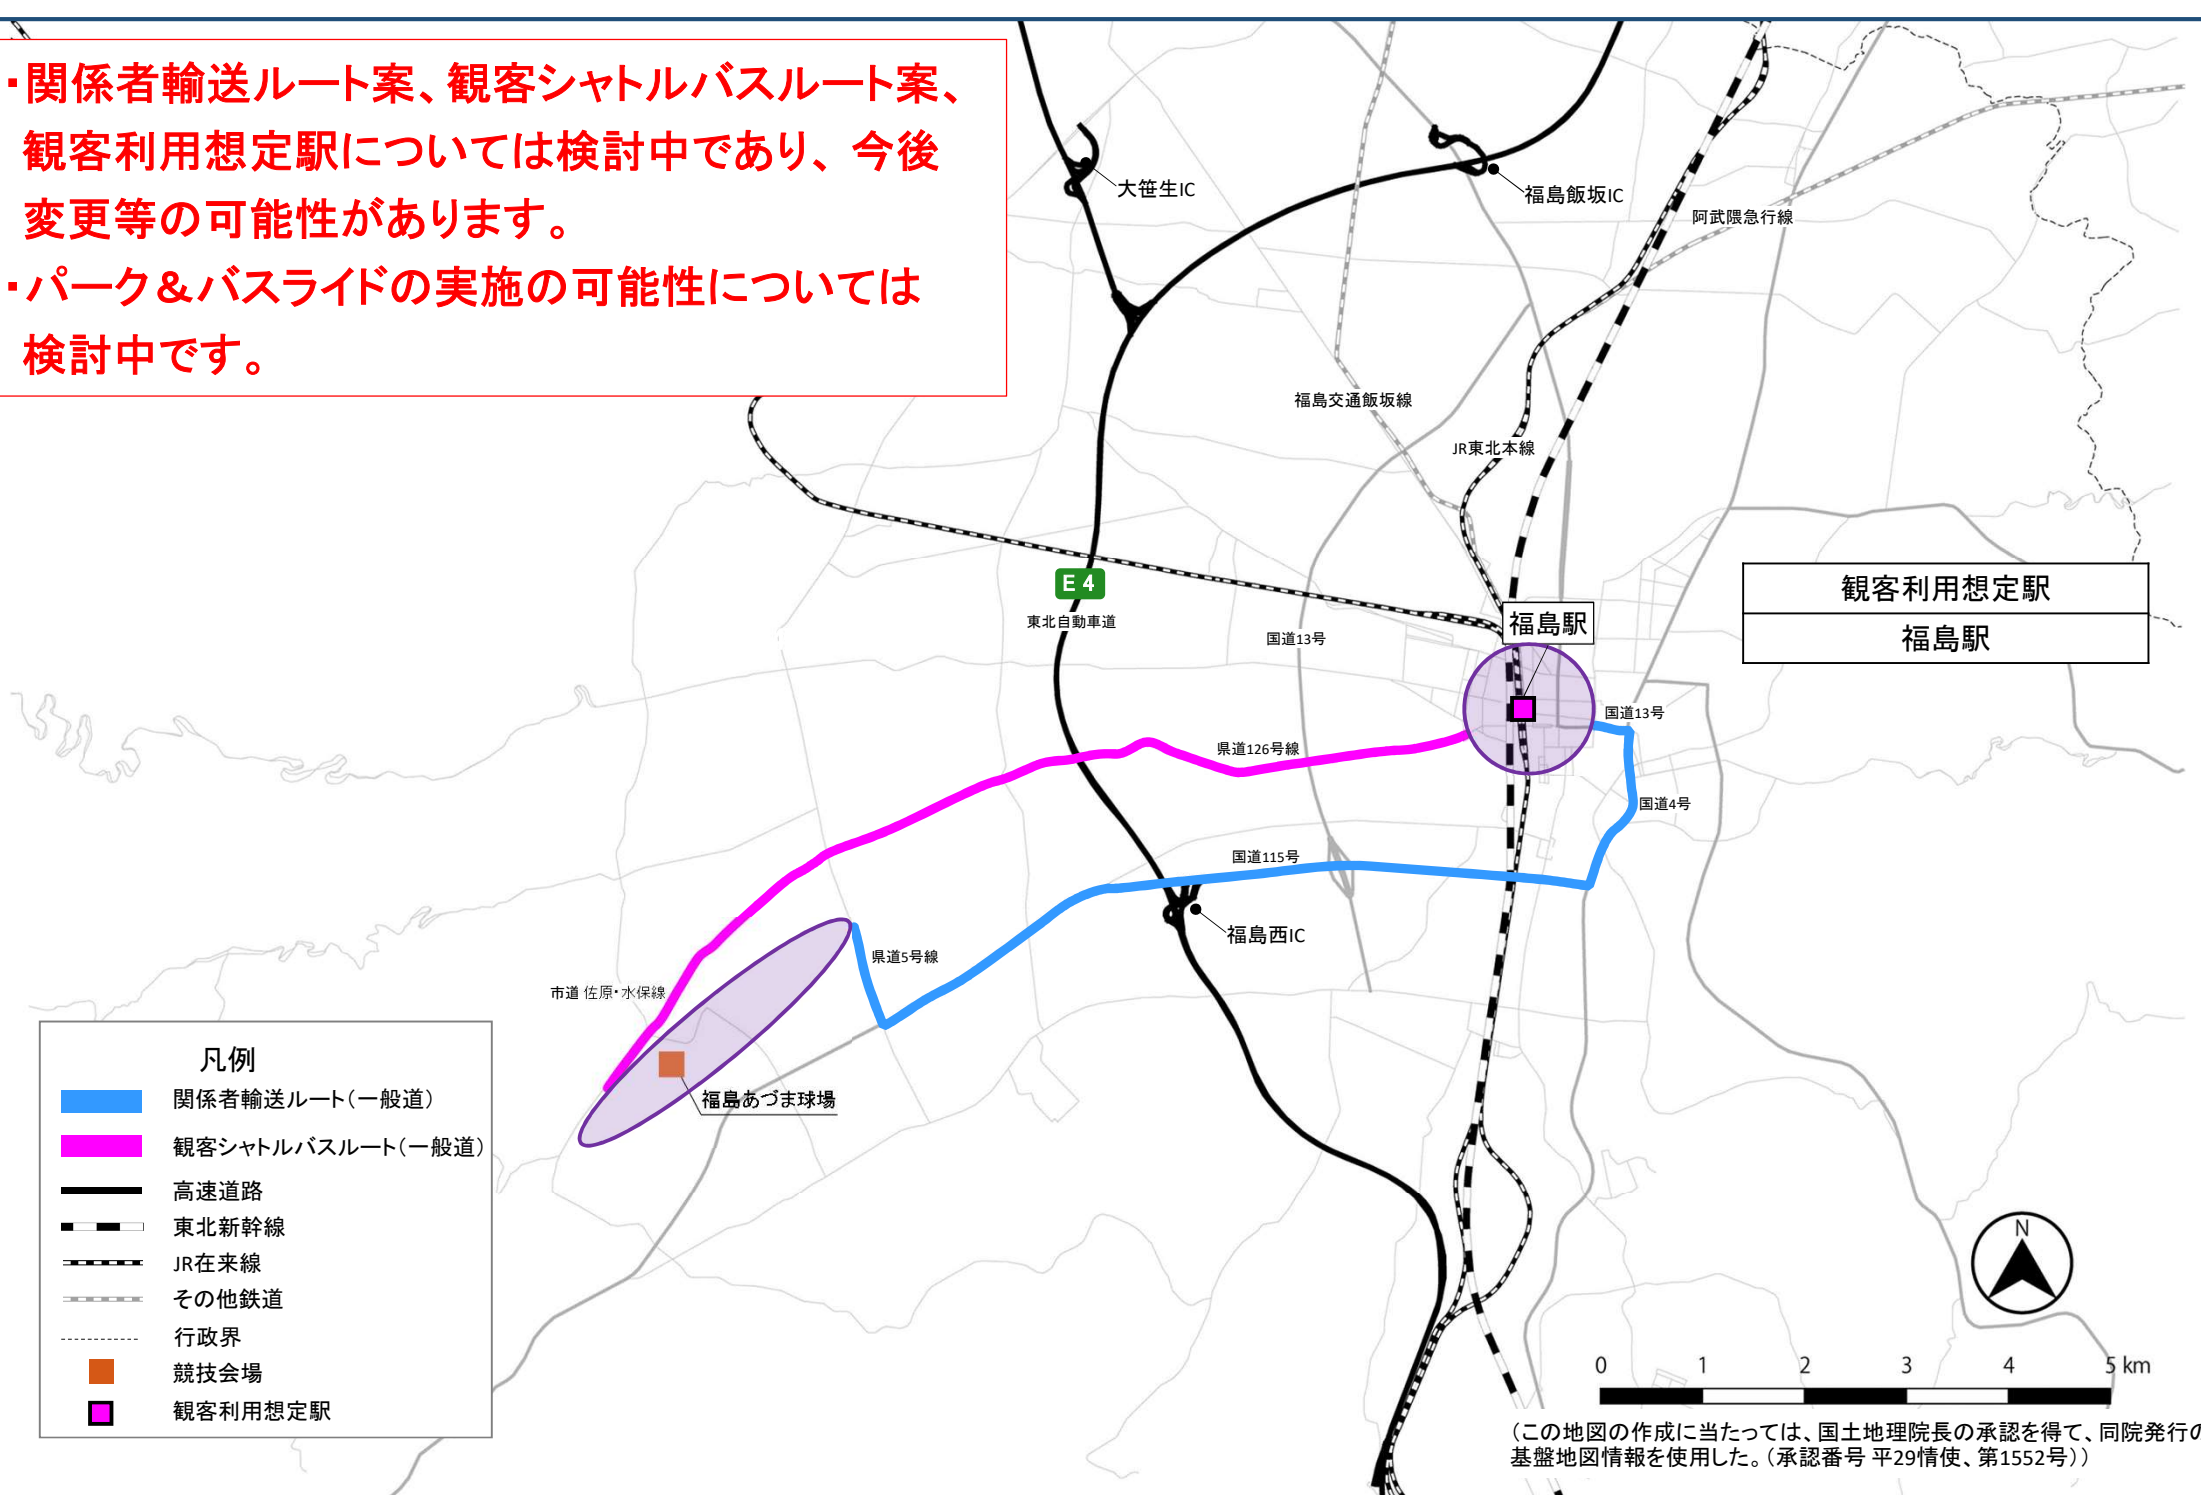 ・関係者輸送ルート案、観客シャトルバスルート案、
観客利用想定駅については検討中であり、今後
変更等の可能性があります。
・パーク＆バスライドの実施の可能性については
検討中です。
大笹生IC
福島飯坂IC
阿武隈急行線
福島交通飯坂線
JR東北本線
E4
東北自動車道
国道13号
福島駅
観客利用想定駅
福島駅
国道13号
県道126号線
国道4号
国道115号
福島西IC
県道5号線
市道 佐原・水保線
福島あづま球場
凡例
関係者輸送ルート（一般道）
観客シャトルバスルート（一般道）
高速道路
東北新幹線
JR在来線
その他鉄道
行政界
競技会場
観客利用想定駅
N
0 1 2 3 4 5 km
（この地図の作成に当たっては、国土地理院長の承認を得て、同院発行の
基盤地図情報を使用した。（承認番号 平29情使、第1552号））